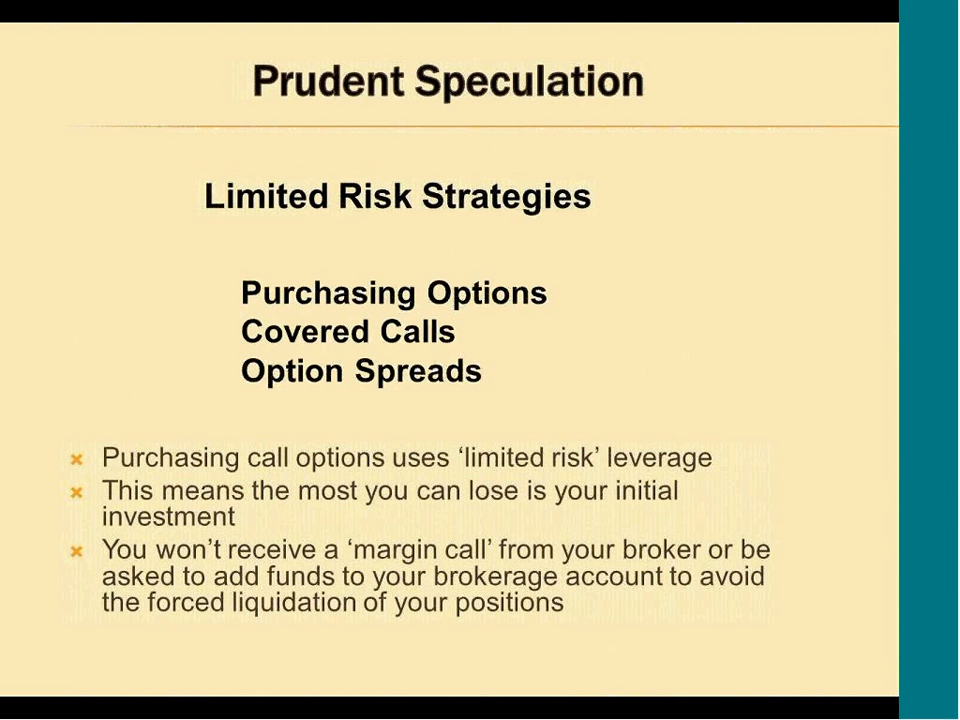 Prudent Speculation
Limited Risk Strategies
Purchasing Options
Covered Calls
Option Spreads
Purchasing call options uses ‘limited risk’ leverage
This means the most you can lose is your initial
investment
You won’t receive a ‘margin call’ from your broker or be
asked to add funds to your brokerage account to avoid
the forced liquidation of your positions